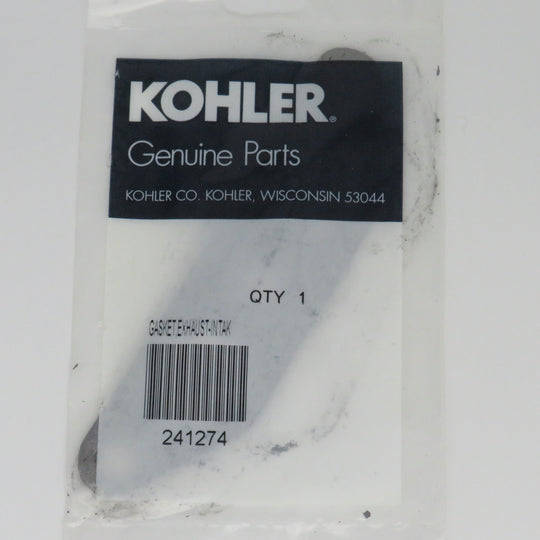 KOHLER®
Genuine Parts
KOHLER CO. KOHLER, WISCONSIN 53044
QTY 1
GASKET:EXHAUST-INTAK
241274